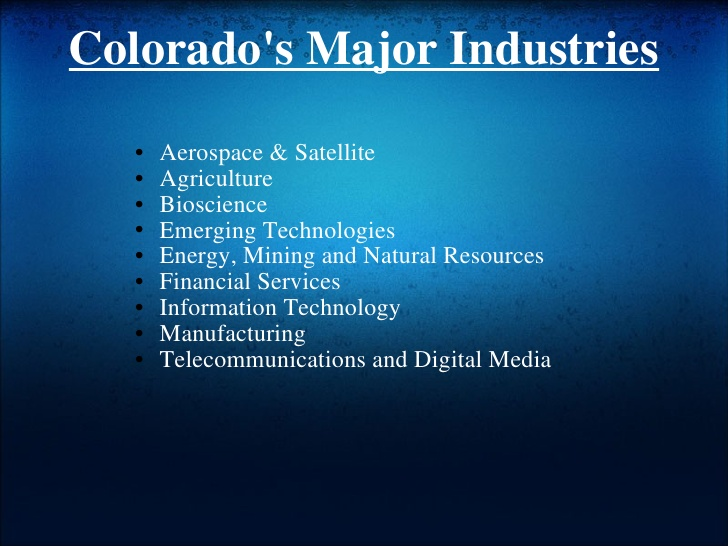 Colorado's Major Industries
• Aerospace & Satellite
• Agriculture
• Bioscience
• Emerging Technologies
• Energy, Mining and Natural Resources
• Financial Services
• Information Technology
• Manufacturing
• Telecommunications and Digital Media